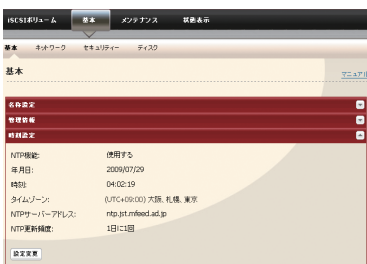 iSCSIボリューム 基本 メンテナンス 状態表示
基本 ネットワーク セキュリティー ディスク
基本
マニュアル
名称設定
管理情報
時刻設定
NTP機能: 使用する
年月日: 2009/07/29
時刻: 04:02:19
タイムゾーン: (UTC+09:00) 大阪、札幌、東京
NTPサーバーアドレス: ntp.jst.mfeed.ad.jp
NTP更新頻度: 1日に1回
設定変更